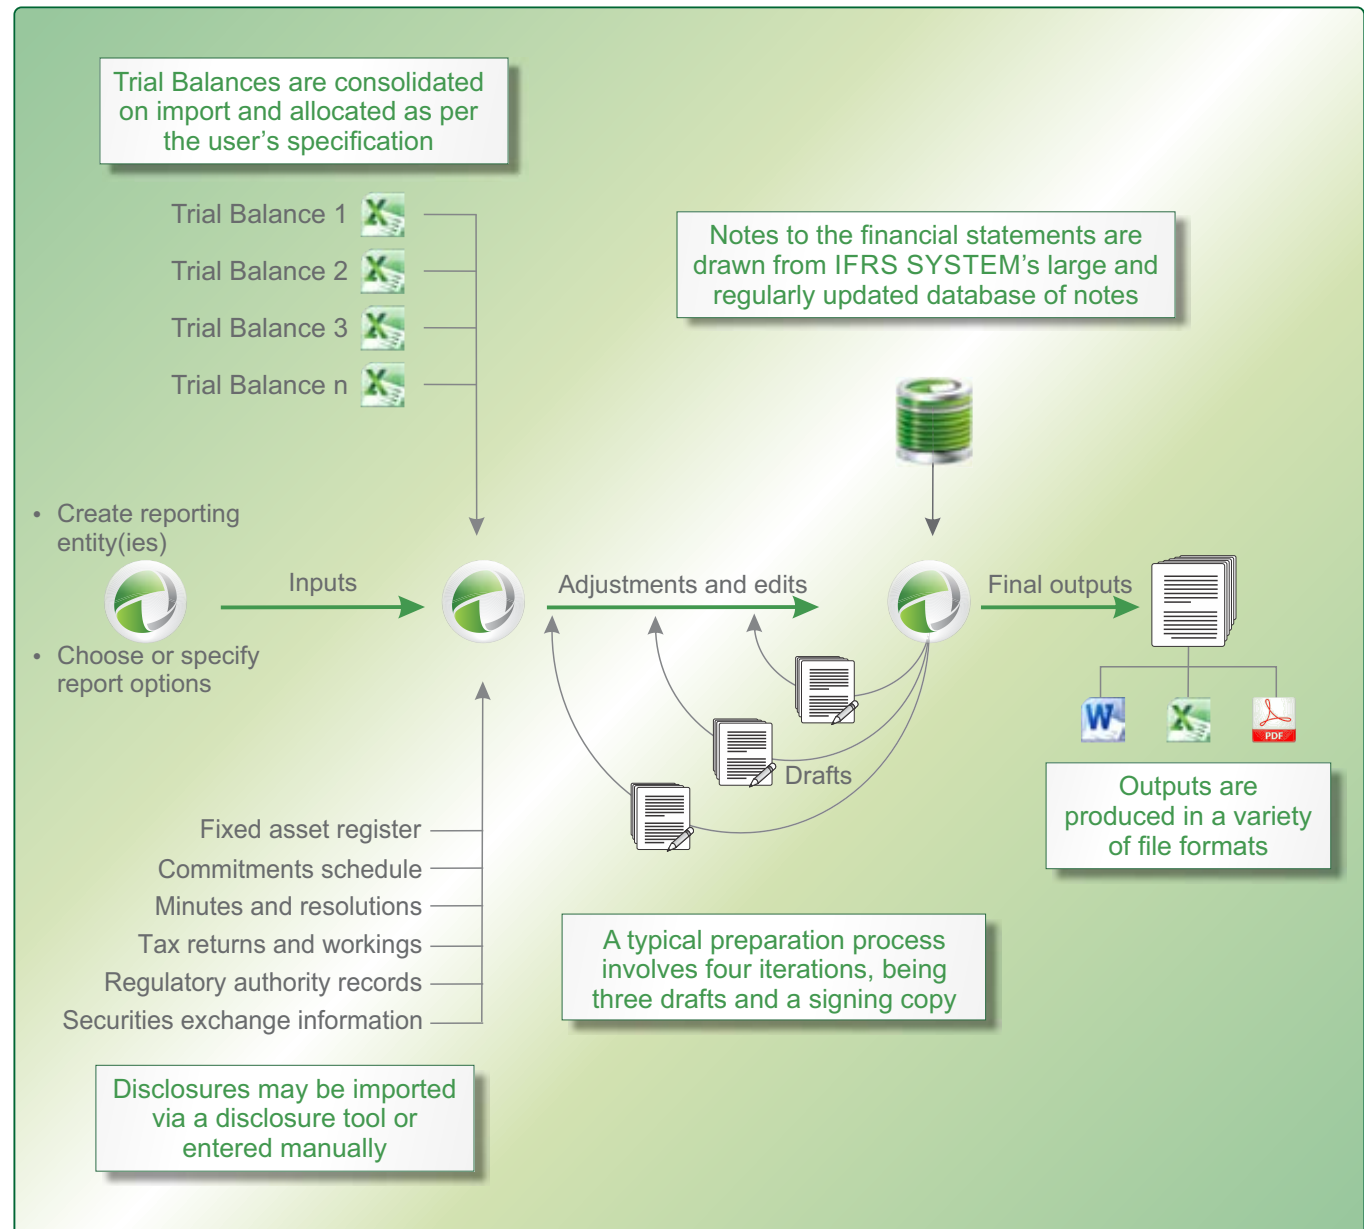 Trial Balances are consolidated
on import and allocated as per
the user’s specification
Trial Balance 1
Trial Balance 2
Trial Balance 3
Trial Balance n
Notes to the financial statements are
drawn from IFRS SYSTEM’s large and
regularly updated database of notes
• Create reporting
entity(ies)
Inputs
Adjustments and edits
Final outputs
• Choose or specify
report options
W
X
PDF
Drafts
Outputs are
produced in a variety
of file formats
Fixed asset register
Commitments schedule
Minutes and resolutions
Tax returns and workings
Regulatory authority records
Securities exchange information
A typical preparation process
involves four iterations, being
three drafts and a signing copy
Disclosures may be imported
via a disclosure tool or
entered manually